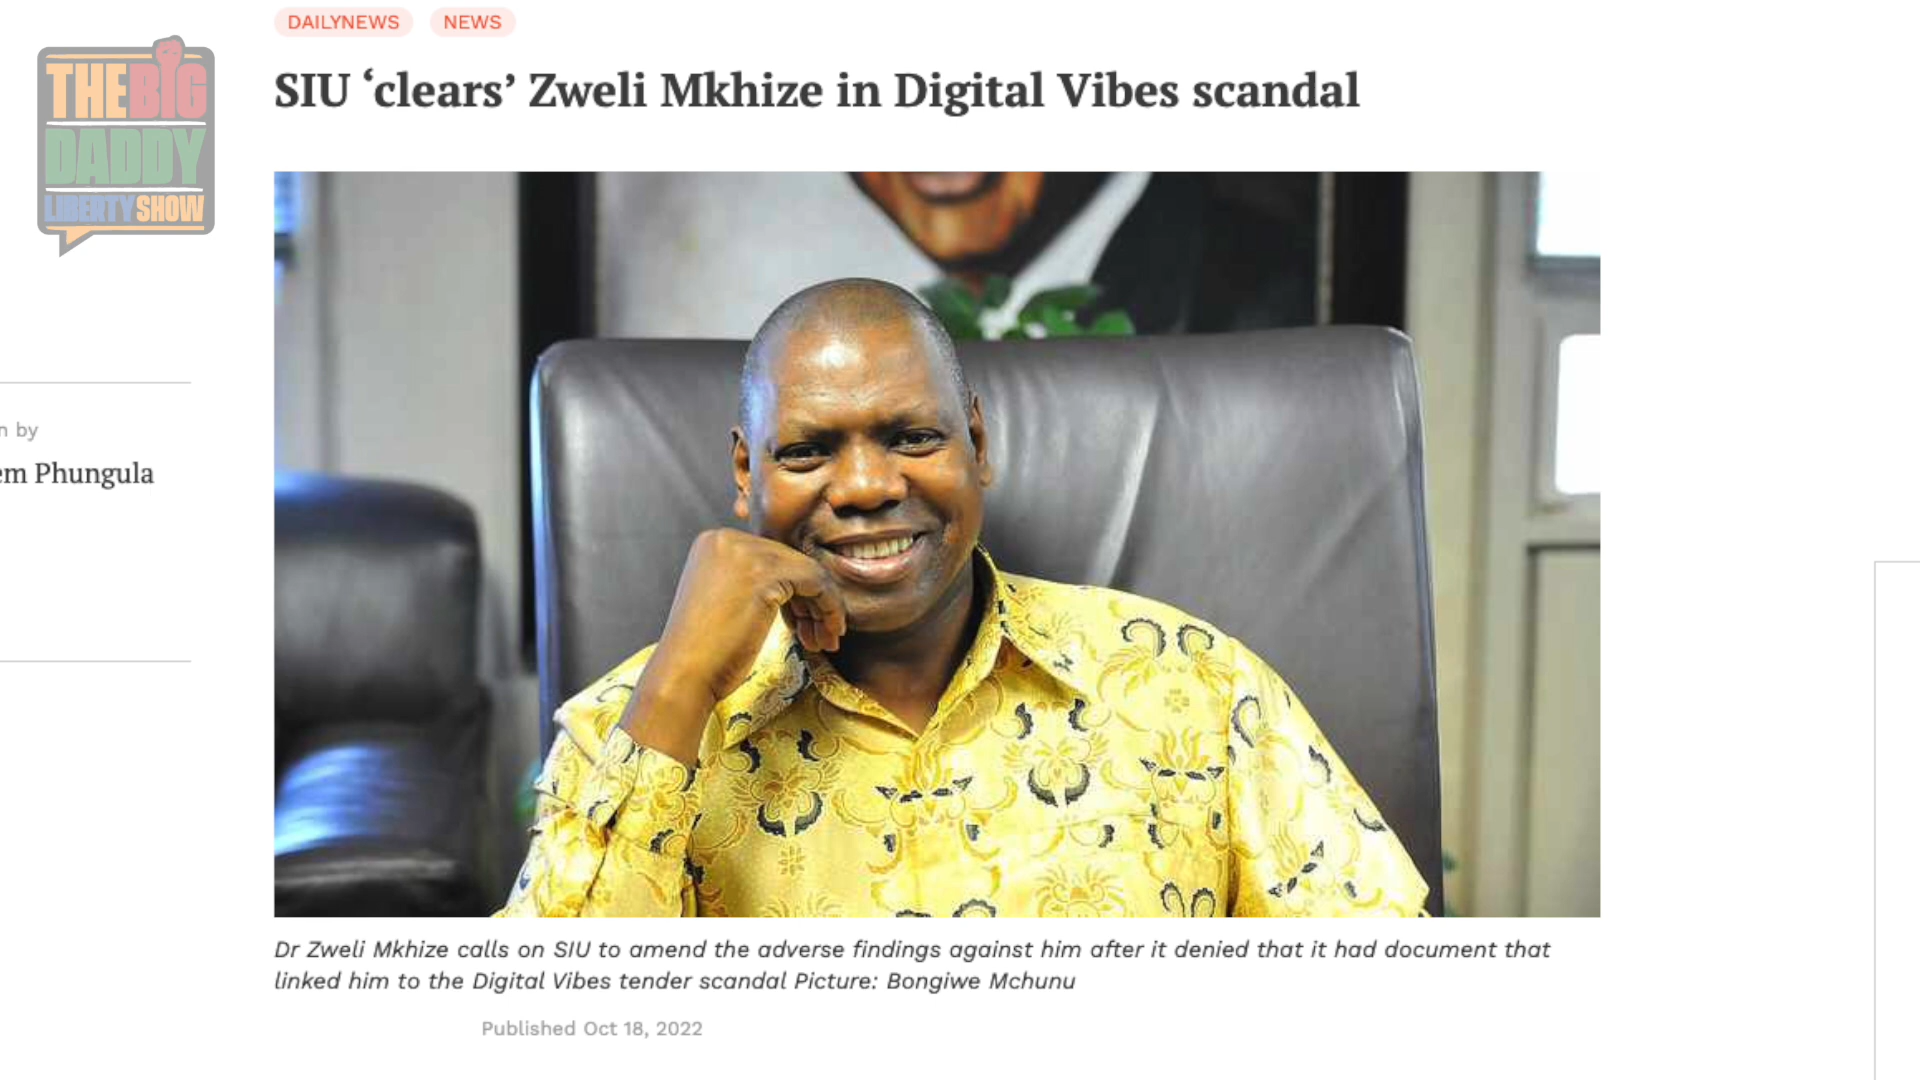 DAILYNEWS NEWS
SIU ‘clears’ Zweli Mkhize in Digital Vibes scandal
THE BIG
DADDY
LIBERTY SHOW
by
Phungula
Dr Zweli Mkhize calls on SIU to amend the adverse findings against him after it denied that it had document that
linked him to the Digital Vibes tender scandal Picture: Bongiwe Mchunu
Published Oct 18, 2022